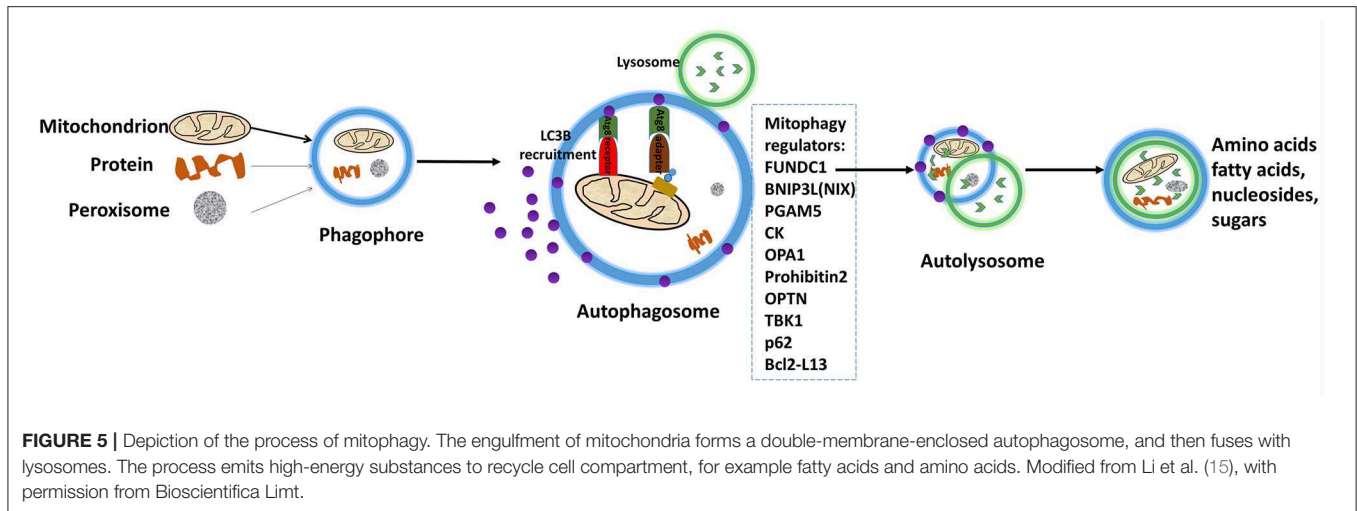 Mitochondrion
Protein
Peroxisome
Phagophore
LC3B
recruitment
Lysosome
Atg8
receptor
Atg8
adapter
Autophagosome
Mitophagy
regulators:
FUNDC1
BNIP3L(NIX)
PGAM5
CK
OPA1
Prohibitin2
OPTN
TBK1
p62
Bcl2-L13
Autolysosome
Amino acids
fatty acids,
nucleosides,
sugars
FIGURE 5 | Depiction of the process of mitophagy. The engulfment of mitochondria forms a double-membrane-enclosed autophagosome, and then fuses with
lysosomes. The process emits high-energy substances to recycle cell compartment, for example fatty acids and amino acids. Modified from Li et al. (15), with
permission from Bioscientifica Limt.